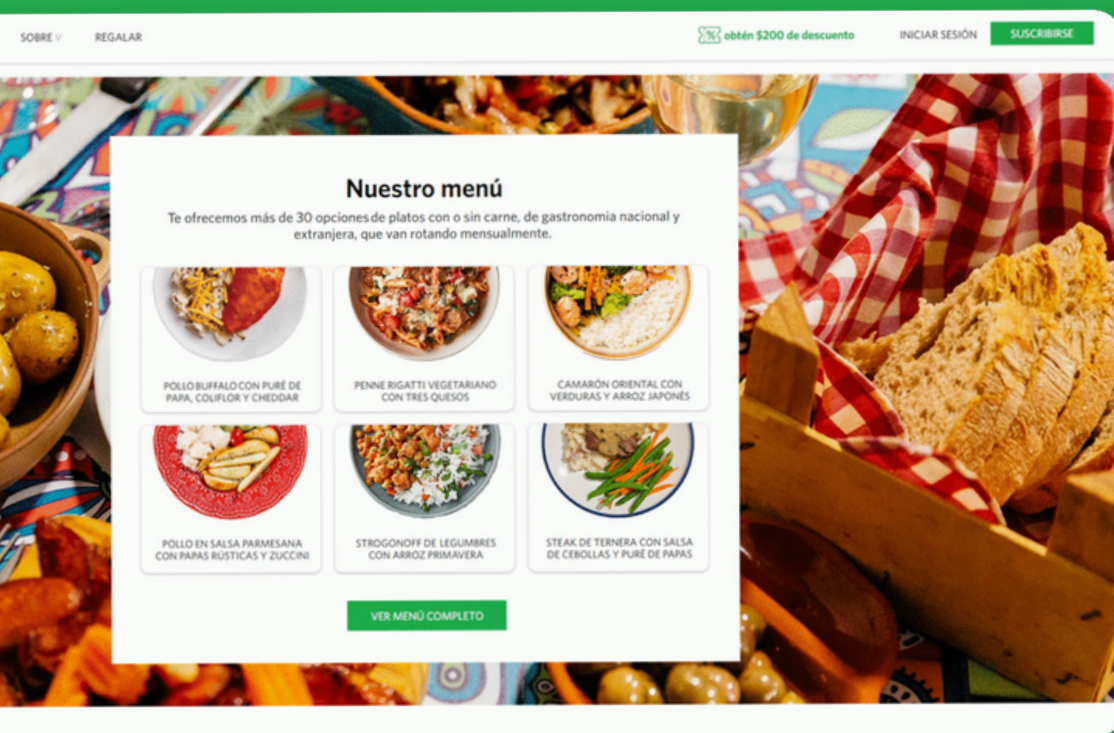 SOBRE
REGALAR
% obtén $200 de descuento
INICIAR SESIÓN
SUSCRIBIRSE
Nuestro menú
Te ofrecemos más de 30 opciones de platos con o sin carne, de gastronomia nacional y
extranjera, que van rotando mensualmente.
POLLO BUFFALO CON PURÉ DE
PAPA, COLIFLOR Y CHEDDAR
PENNE RIGATTI VEGETARIANO
CON TRES QUESOS
CAMARÓN ORIENTAL CON
VERDURAS Y ARROZ JAPONÉS
POLLO EN SALSA PARMESANA
CON PAPAS RÚSTICAS Y ZUCCINI
STROGONOFF DE LEGUMBRES
CON ARROZ PRIMAVERA
STEAK DE TERNERA CON SALSA
DE CEBOLLAS Y PURÉ DE PAPAS
VER MENÚ COMPLETO